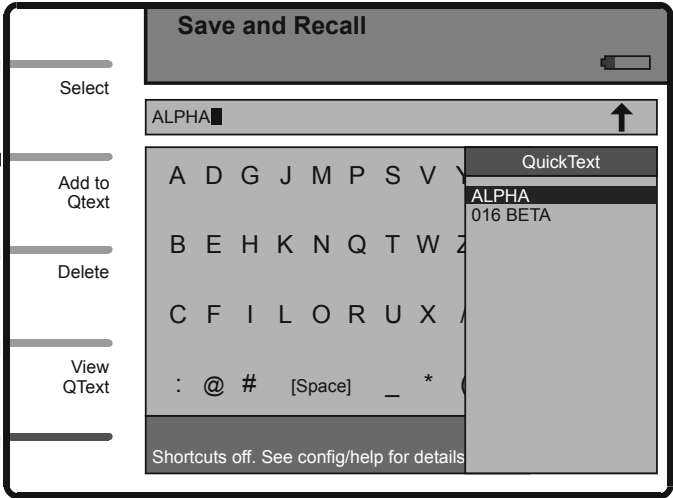 Save and Recall
Select
ALPHA
Add to
Qtext
Delete
View
QText
A D G J M P S V Y
B E H K N Q T W Z
C F I L O R U X /
: @ # [Space] _ * (
Shortcuts off. See config/help for details
QuickText
ALPHA
016 BETA